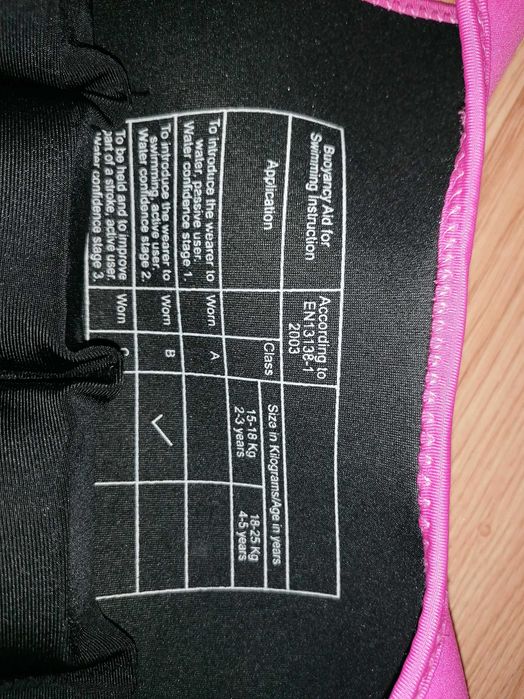 Buoyancy Aid for
Swimming Instruction
According to
EN13138-1
2003
Application
Class
Size in Kilograms/Age in years
15-18 Kg
2-3 years
18-25 Kg
4-5 years
To introduce the wearer to
water, passive user.
Water confidence stage 1.
Worn
A
To introduce the wearer to
swimming, active user.
Water confidence stage 2.
Worn
B
✓
To be held and to improve
part of a stroke, active user.
Water confidence stage 3.
Worn
C